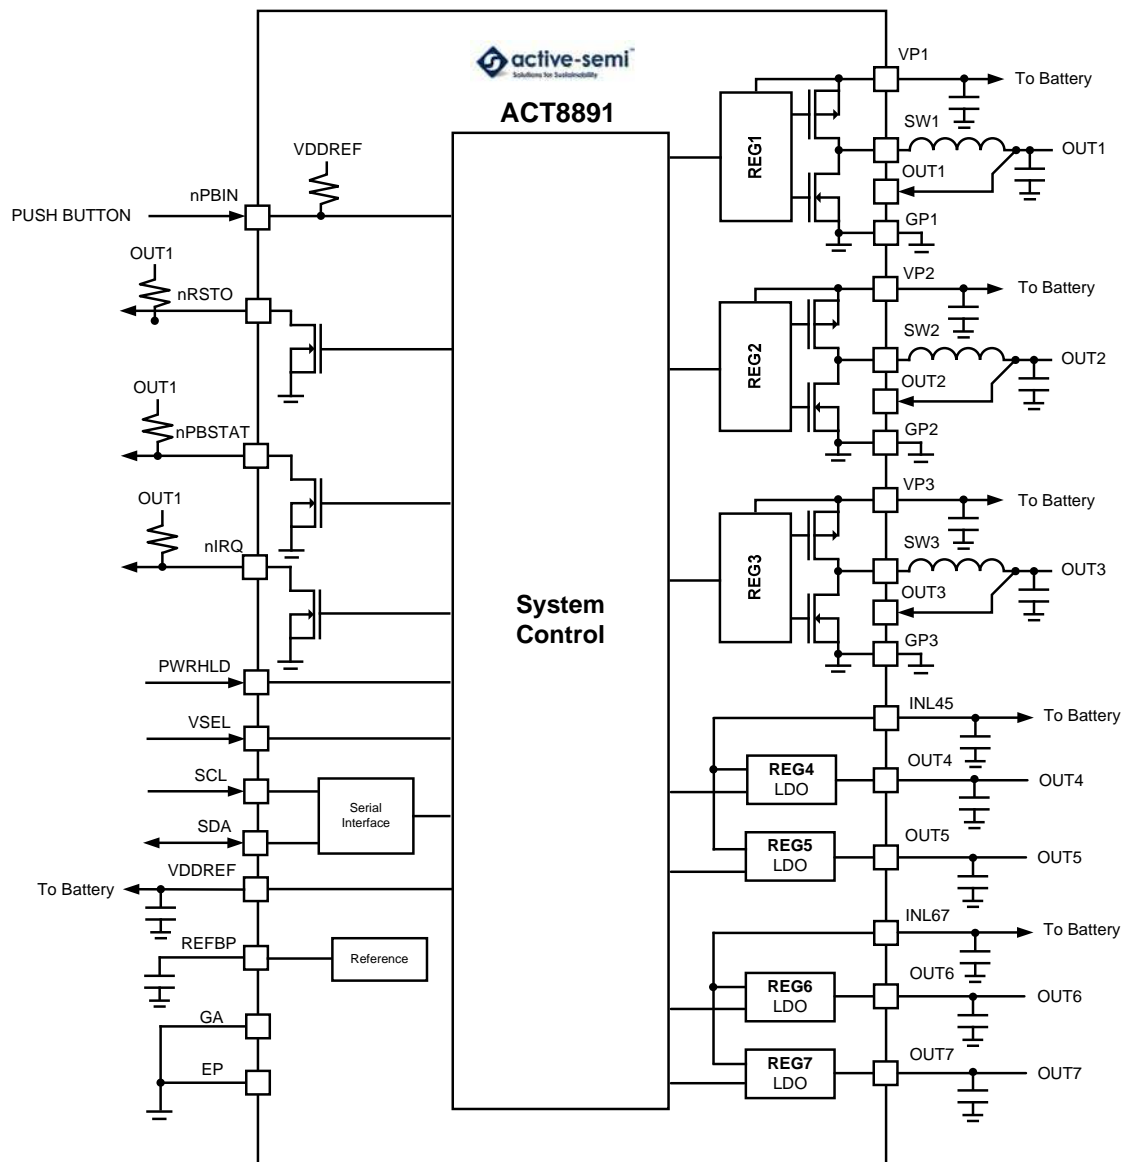 active-semi™
Solutions for Sustainability
ACT8891
VDDREF
nPBIN
PUSH BUTTON
OUT1
nRSTO
OUT1
nPBSTAT
OUT1
nIRQ
PWRHLD
VSEL
SCL
SDA
Serial
Interface
VDDREF
To Battery
REFBP
Reference
GA
EP
System
Control
REG1
VP1
To Battery
SW1
OUT1
OUT1
GP1
REG2
VP2
To Battery
SW2
OUT2
OUT2
GP2
REG3
VP3
To Battery
SW3
OUT3
OUT3
GP3
INL45
To Battery
REG4
LDO
OUT4
OUT4
REG5
LDO
OUT5
OUT5
INL67
To Battery
REG6
LDO
OUT6
OUT6
REG7
LDO
OUT7
OUT7